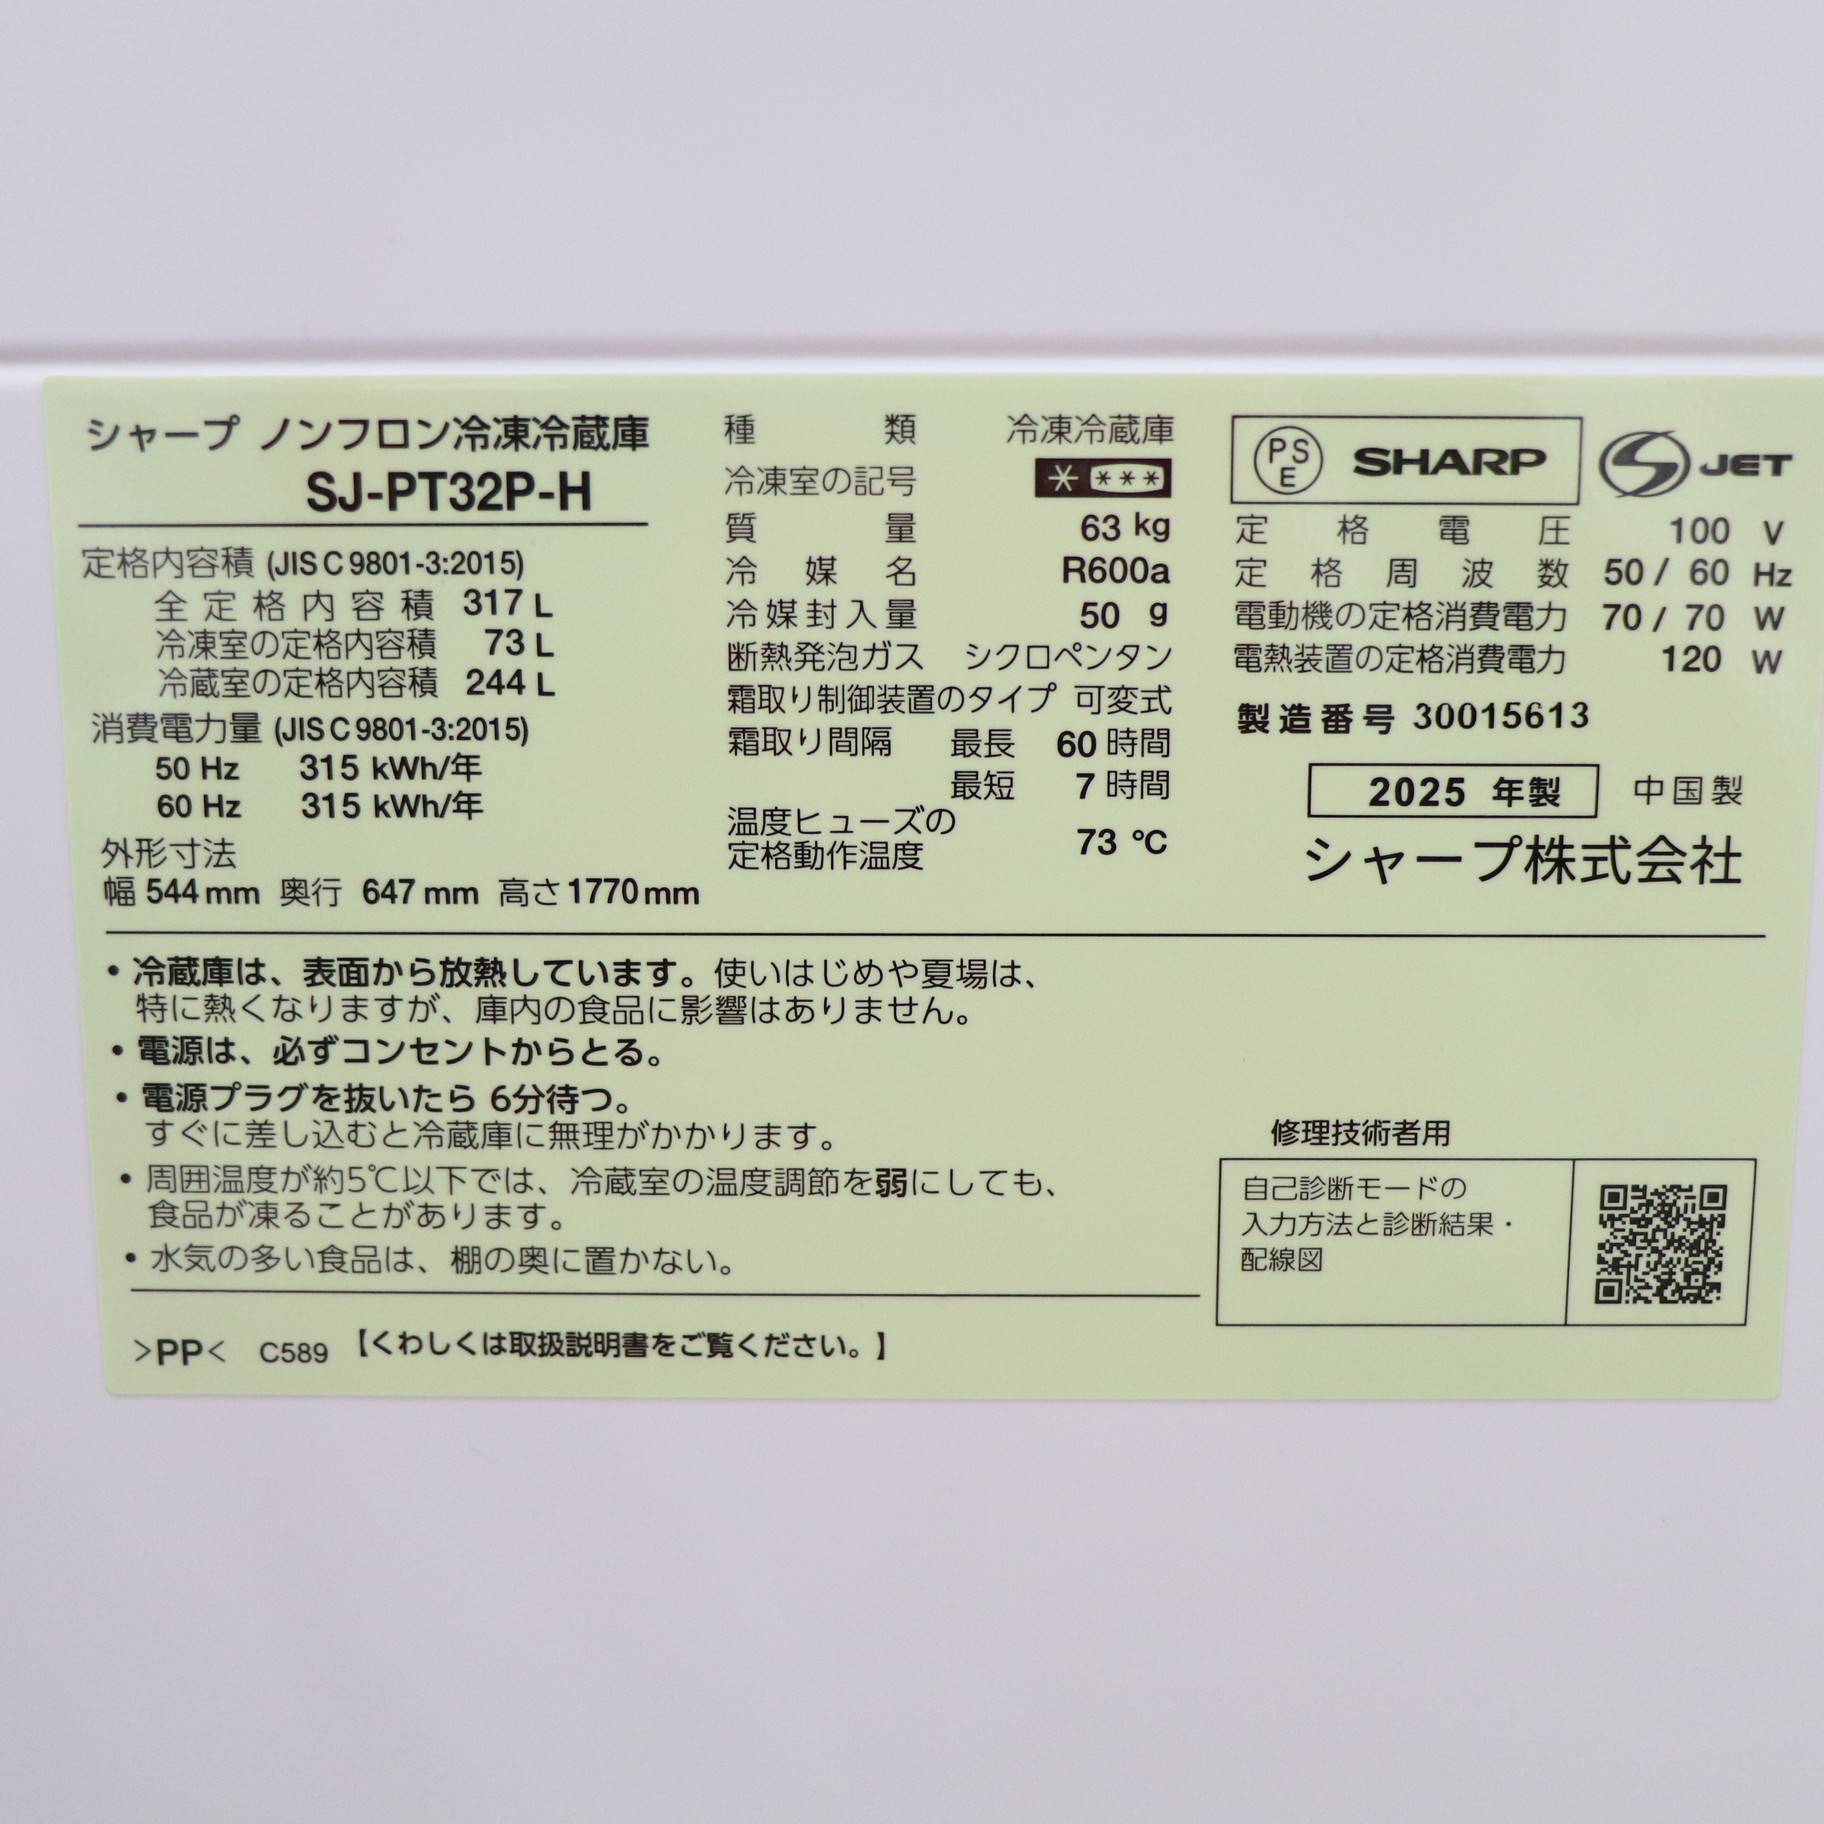 シャープ ノンフロン冷凍冷蔵庫
SJ-PT32P-H
定格内容積 (JIS C 9801-3:2015)
全定格内容積 317 L
冷凍室の定格内容積 73 L
冷蔵室の定格内容積 244 L
消費電力量 (JIS C 9801-3:2015)
50 Hz 315 kWh/年
60 Hz 315 kWh/年
外形寸法
幅 544 mm 奥行 647 mm 高さ 1770 mm
種類 冷凍冷蔵庫
冷凍室の記号 * ***
質量 63 kg
冷媒名 R600a
冷媒封入量 50 g
断熱発泡ガス シクロペンタン
霜取り制御装置のタイプ 可変式
霜取り間隔 最長 60 時間
最短 7 時間
温度ヒューズの
定格動作温度 73 ℃
PSE SHARP JET
定格電圧 100 V
定格周波数 50 / 60 Hz
電動機の定格消費電力 70 / 70 W
電熱装置の定格消費電力 120 W
製造番号 30015613
2025 年製 中国製
シャープ株式会社
・冷蔵庫は、表面から放熱しています。使いはじめや夏場は、
特に熱くなりますが、庫内の食品に影響はありません。
・電源は、必ずコンセントからとる。
・電源プラグを抜いたら 6分待つ。
すぐに差し込むと冷蔵庫に無理がかかります。
・周囲温度が約5℃以下では、冷蔵室の温度調節を弱にしても、
食品が凍ることがあります。
・水気の多い食品は、棚の奥に置かない。
>PP< C589 【くわしくは取扱説明書をご覧ください。】
修理技術者用
自己診断モードの
入力方法と診断結果・
配線図